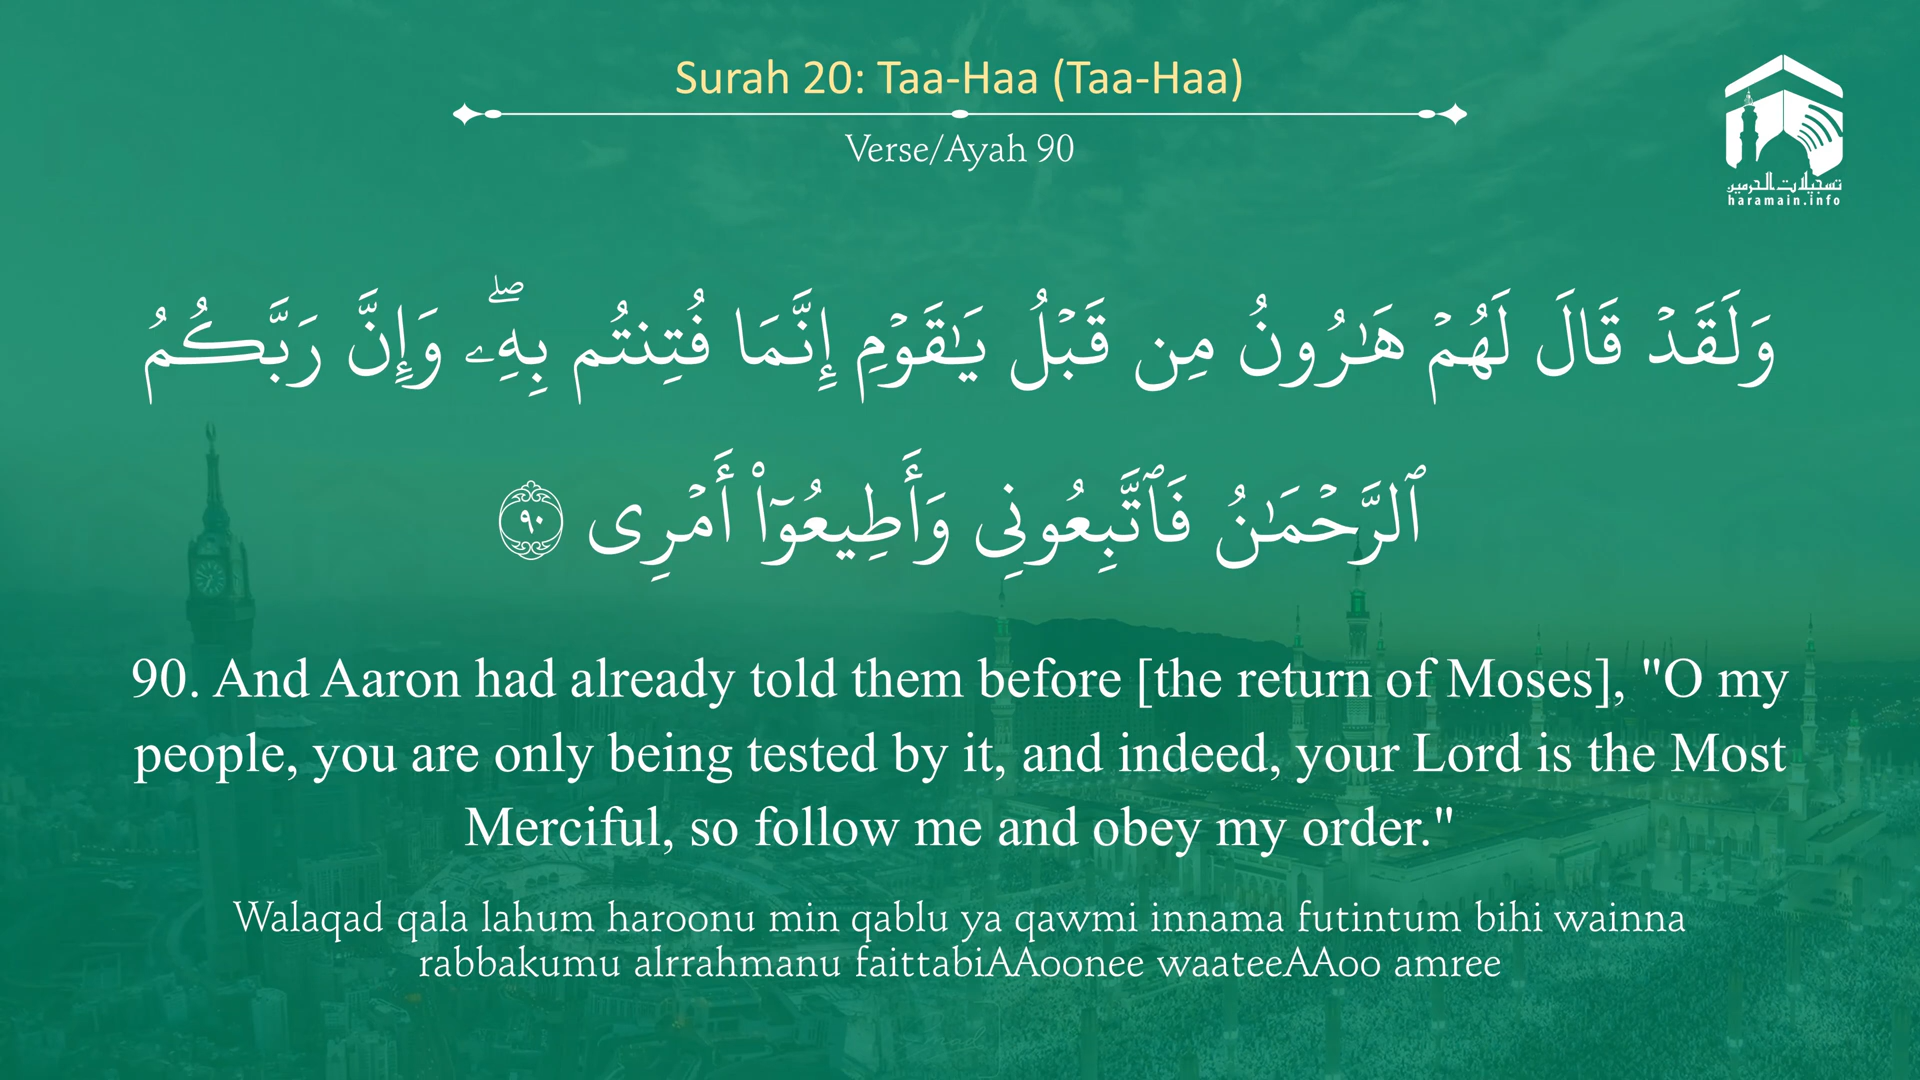 Surah 20: Taa-Haa (Taa-Haa)
Verse/Ayah 90
تسجيلات الحرمين
haramain.info
وَلَقَدۡ قَالَ لَهُمۡ هَٰرُونُ مِن قَبۡلُ يَٰقَوۡمِ إِنَّمَا فُتِنتُم بِهِۦۖ وَإِنَّ رَبَّكُمُ
ٱلرَّحۡمَٰنُ فَٱتَّبِعُونِي وَأَطِيعُوٓاْ أَمۡرِي ٩٠
90. And Aaron had already told them before [the return of Moses], "O my
people, you are only being tested by it, and indeed, your Lord is the Most
Merciful, so follow me and obey my order."
Walaqad qala lahum haroonu min qablu ya qawmi innama futintum bihi wainna
rabbakumu alrrahmanu faittabiAAoonee waateeAAoo amree